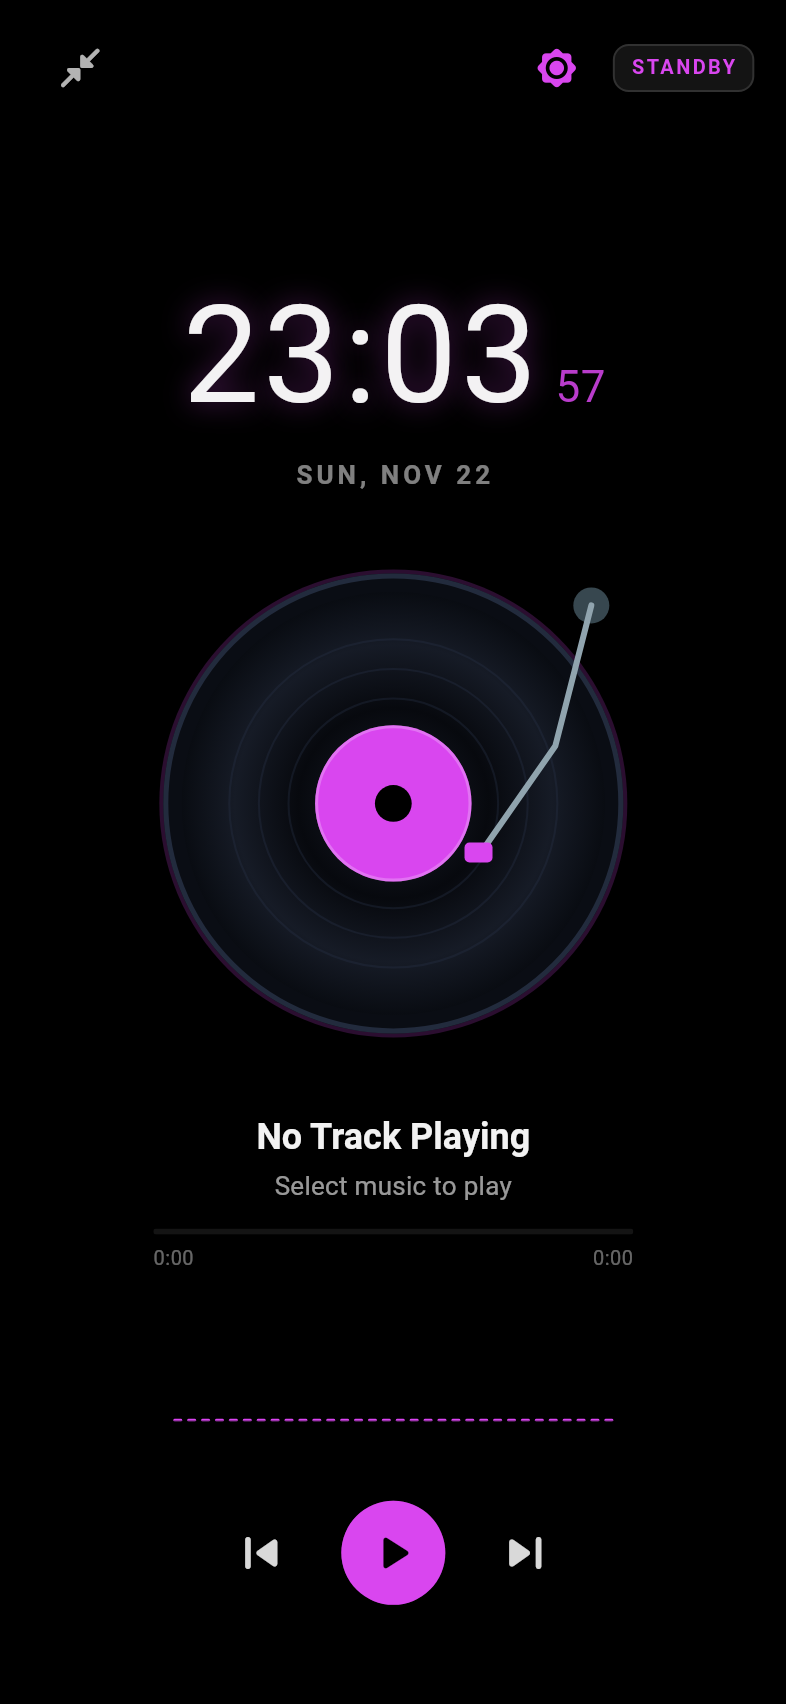 STANDBY
23:03 57
SUN, NOV 22
No Track Playing
Select music to play
0:00 0:00